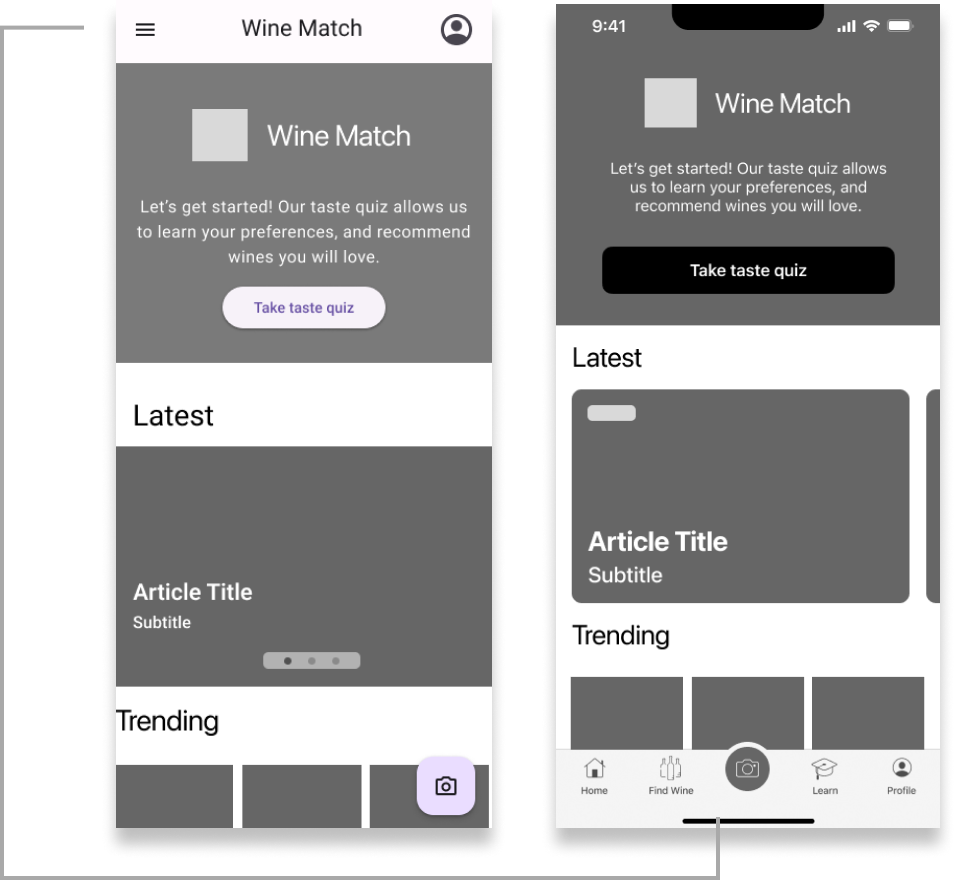 Wine Match
Wine Match
Let's get started! Our taste quiz allows us
to learn your preferences, and recommend
wines you will love.
Take taste quiz
Latest
Article Title
Subtitle
Trending
9:41
Wine Match
Let's get started! Our taste quiz allows
us to learn your preferences, and
recommend wines you will love.
Take taste quiz
Latest
Article Title
Subtitle
Trending
Home
Find Wine
Learn
Profile